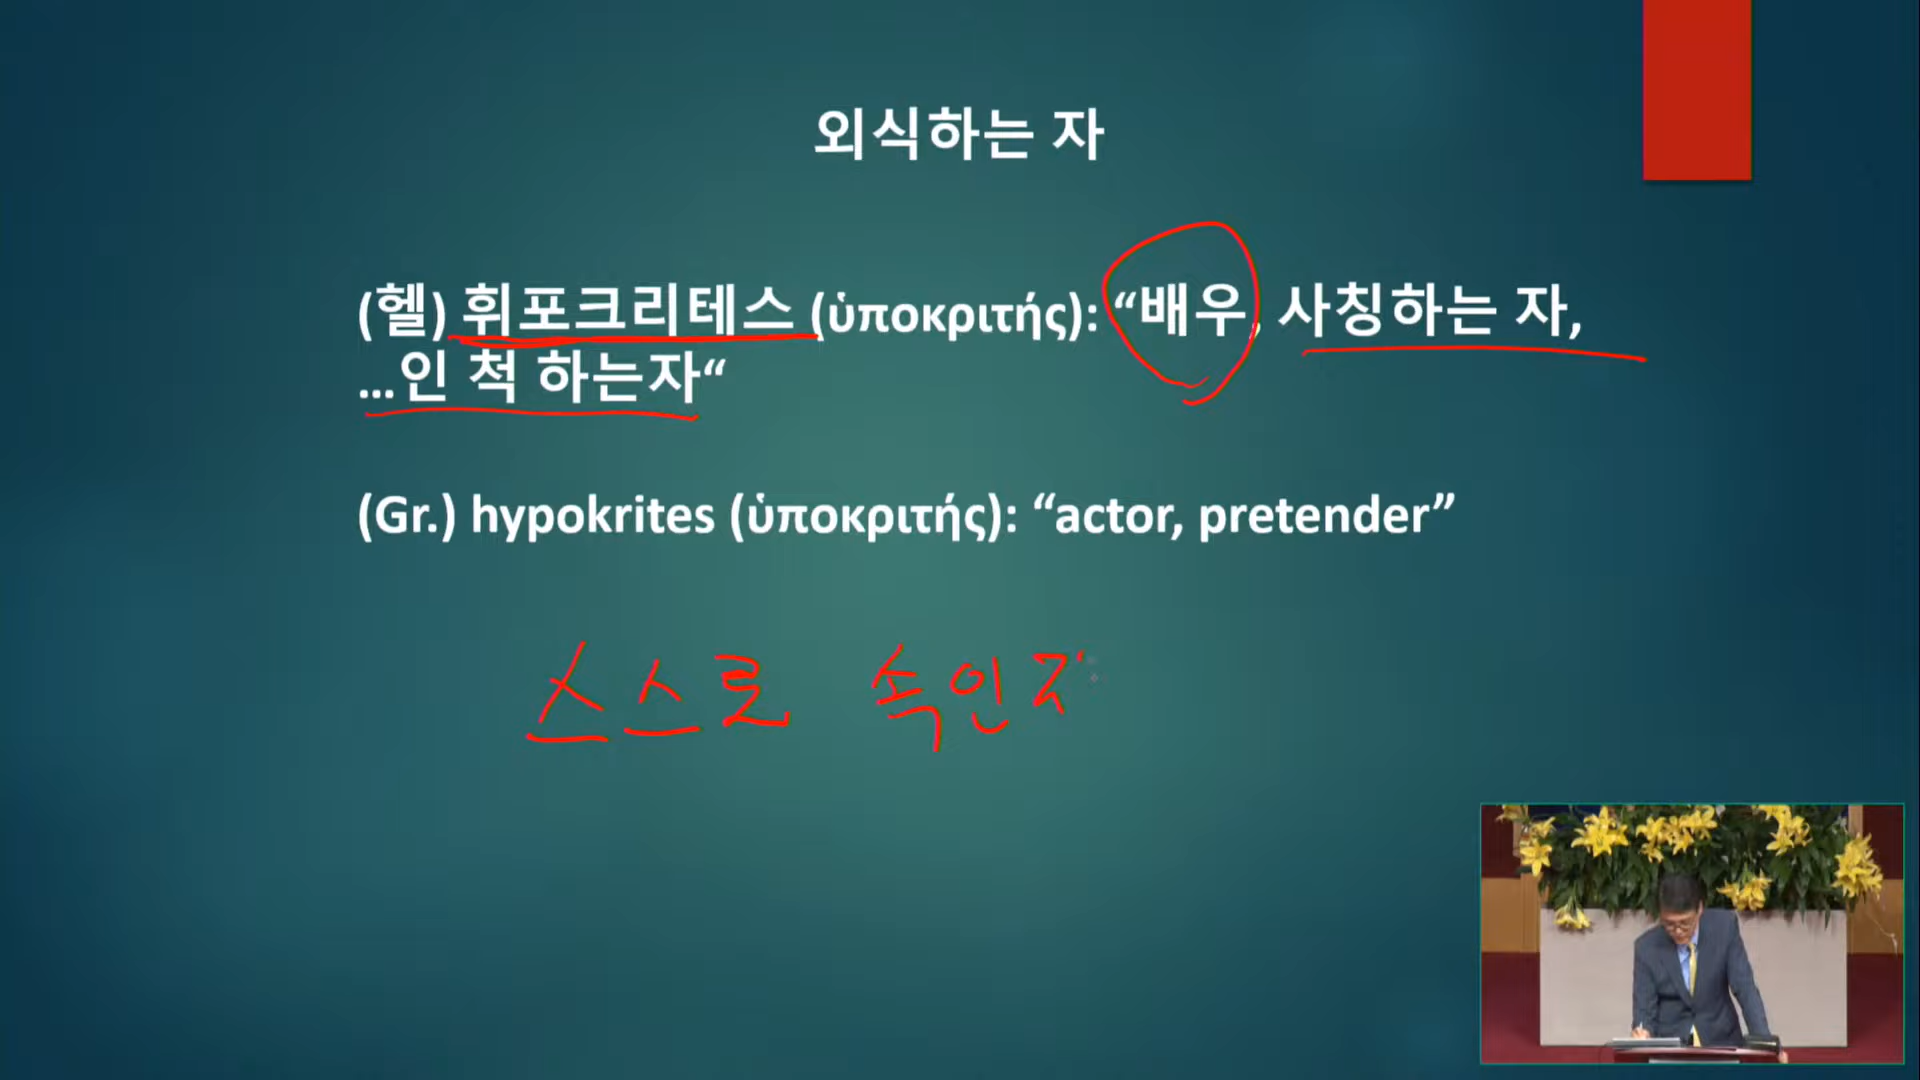 외식하는 자
(헬) 휘포크리테스 (ὑποκριτής): “배우, 사칭하는 자,
...인 척 하는자“
(Gr.) hypokrites (ὑποκριτής): “actor, pretender”
스스로 속인 자